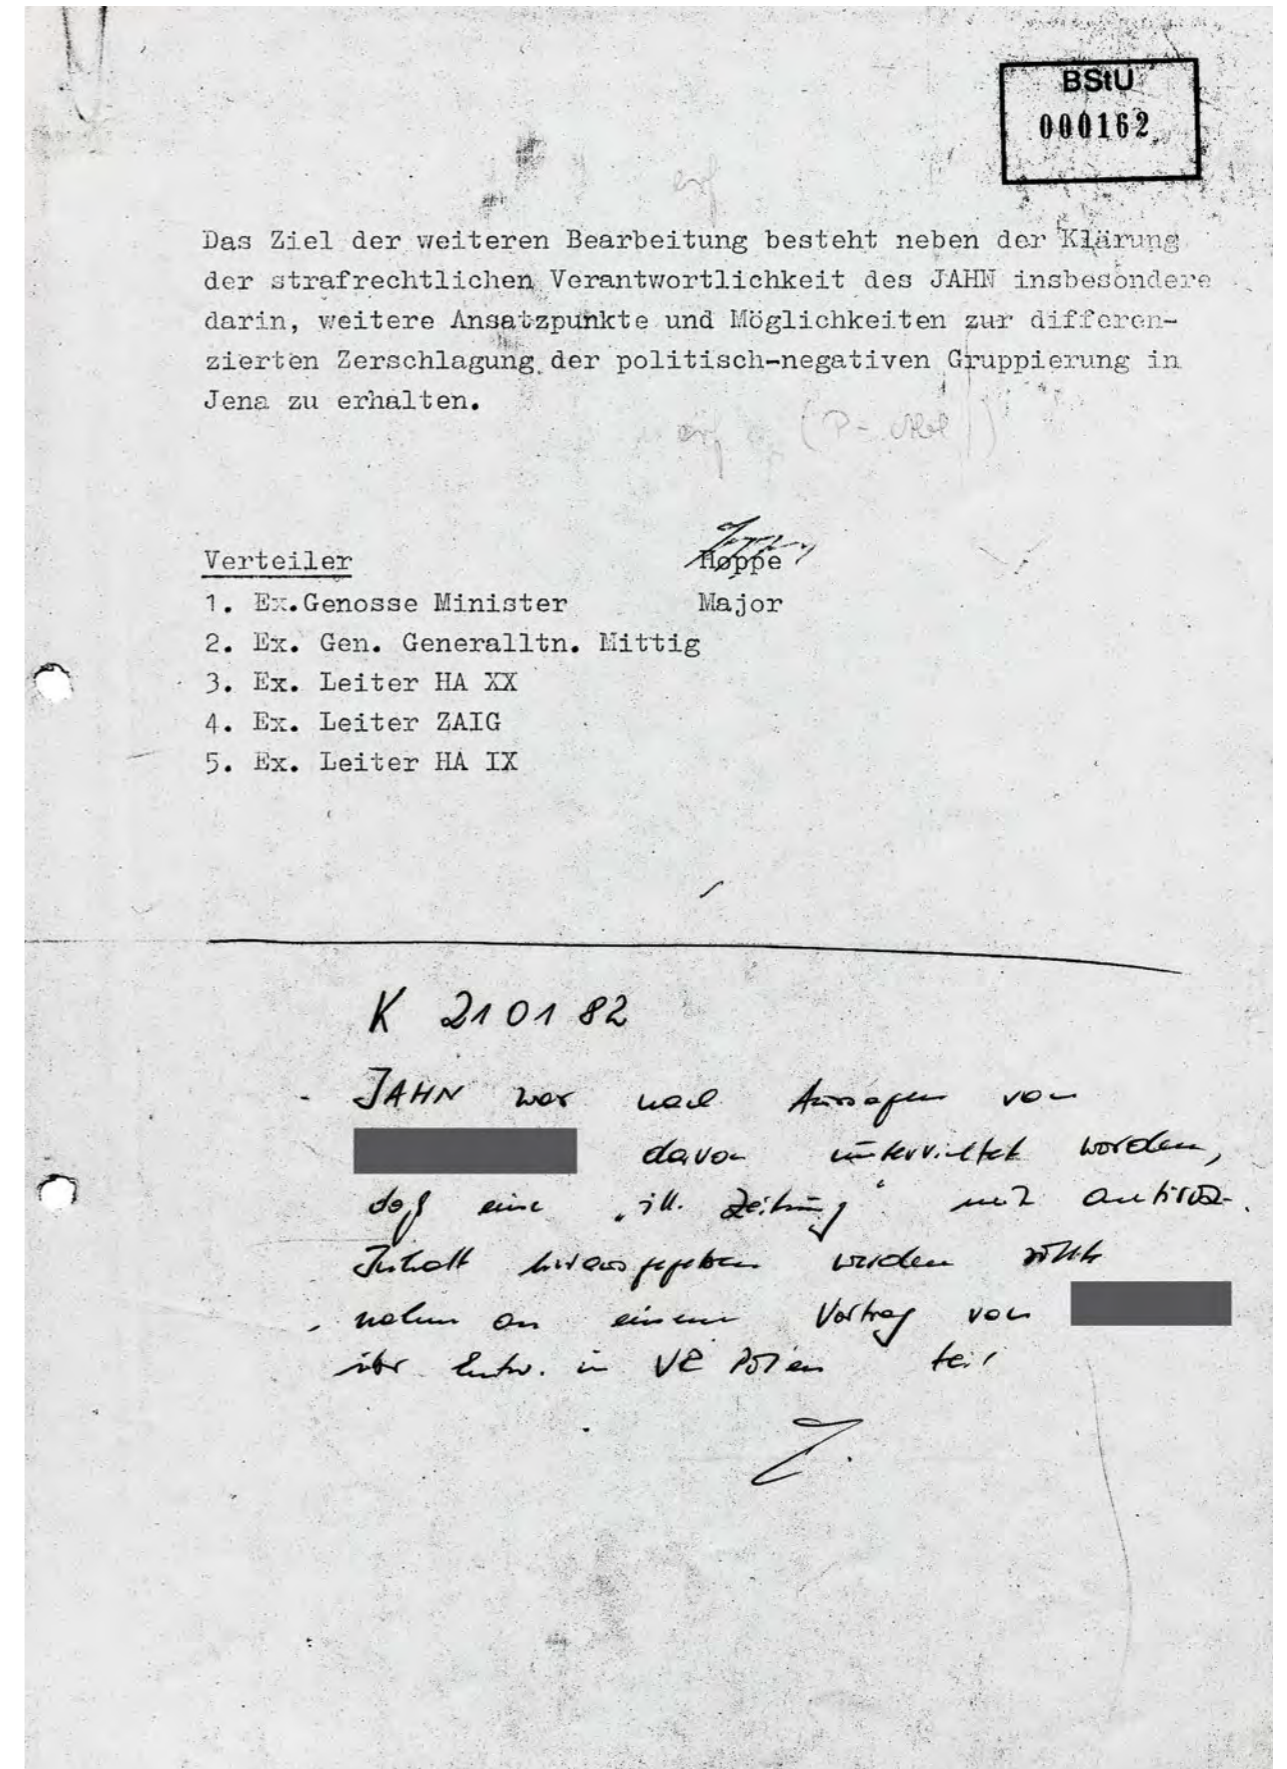 BStU
000162
erf
Das Ziel der weiteren Bearbeitung besteht neben der Klärung
der strafrechtlichen Verantwortlichkeit des JAHN insbesondere
darin, weitere Ansatzpunkte und Möglichkeiten zur differen-
zierten Zerschlagung der politisch-negativen Gruppierung in
Jena zu erhalten.
erf
Verteiler
Hoppe
1. Ex.Genosse Minister
Major
2. Ex. Gen. Generalltn. Mittig
3. Ex. Leiter HA XX
4. Ex. Leiter ZAIG
5. Ex. Leiter HA IX
K 210182
- JAHN war nach Aussagen von
davon unterrichtet worden,
daß eine "ill. Zeitung" mit antisoz.
Inhalt herausgegeben werden sollte
- nahm an einem Vortrag von
über Entw. in VR Polen teil